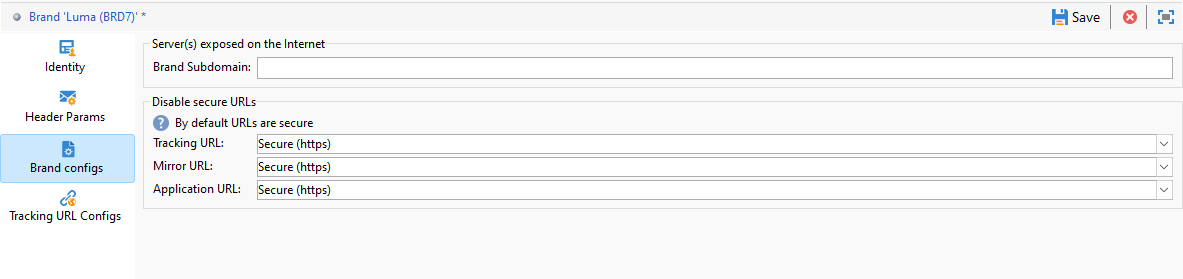 Brand 'Luma (BRD7)' *
Save
Identity
Header Params
Brand configs
Tracking URL Configs
Server(s) exposed on the Internet
Brand Subdomain:
Disable secure URLs
? By default URLs are secure
Tracking URL: Secure (https)
Mirror URL: Secure (https)
Application URL: Secure (https)